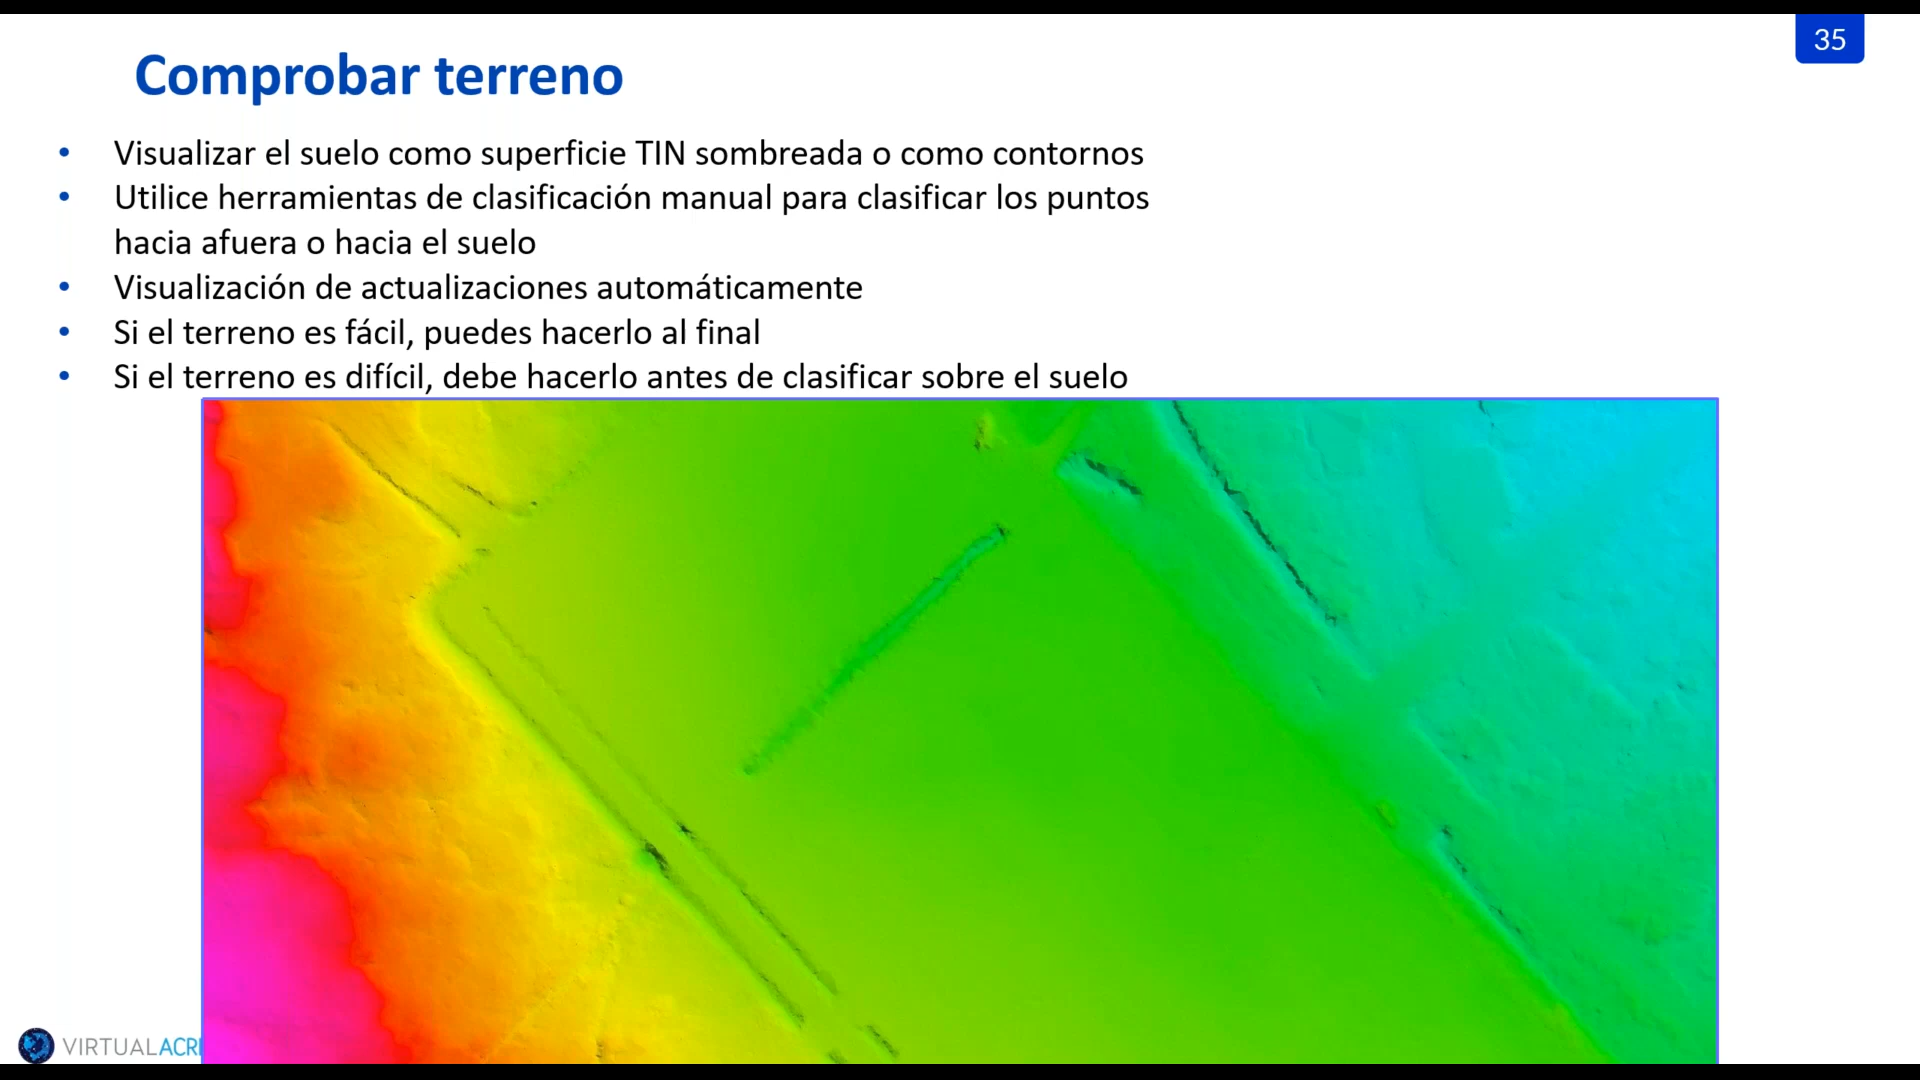 35
Comprobar terreno
• Visualizar el suelo como superficie TIN sombreada o como contornos
• Utilice herramientas de clasificación manual para clasificar los puntos
hacia afuera o hacia el suelo
• Visualización de actualizaciones automáticamente
• Si el terreno es fácil, puedes hacerlo al final
• Si el terreno es difícil, debe hacerlo antes de clasificar sobre el suelo
VIRTUALACR